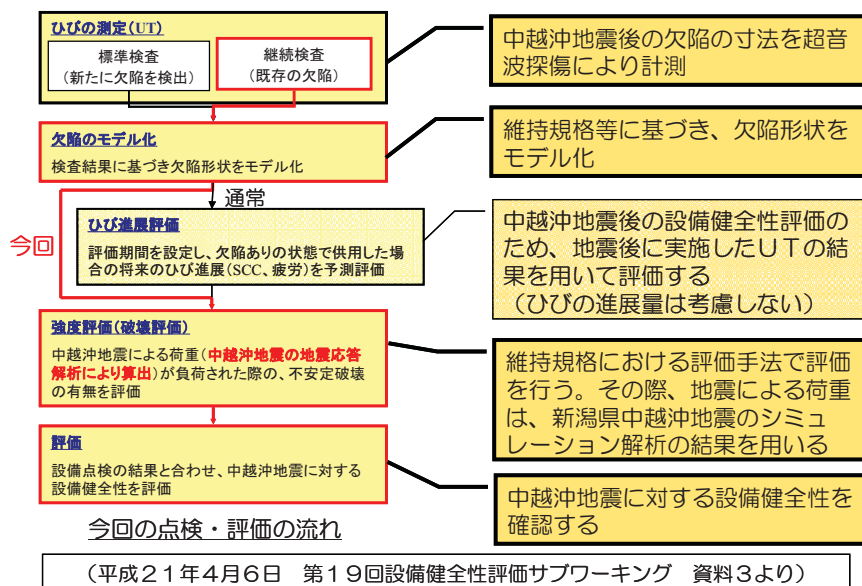 ひびの測定(UT)
標準検査
(新たに欠陥を検出)
継続検査
(既存の欠陥)
中越沖地震後の欠陥の寸法を超音
波探傷により計測
欠陥のモデル化
検査結果に基づき欠陥形状をモデル化
維持規格等に基づき、欠陥形状を
モデル化
通常
今回
ひび進展評価
評価期間を設定し、欠陥ありの状態で供用した場
合の将来のひび進展(SCC、疲労)を予測評価
中越沖地震後の設備健全性評価の
ため、地震後に実施したUTの結
果を用いて評価する
(ひびの進展量は考慮しない)
強度評価(破壊評価)
中越沖地震による荷重(中越沖地震の地震応答
解析により算出)が負荷された際の、不安定破壊
の有無を評価
維持規格における評価手法で評価
を行う。その際、地震による荷重
は、新潟県中越沖地震のシミュ
レーション解析の結果を用いる
評価
設備点検の結果と合わせ、中越沖地震に対する
設備健全性を評価
中越沖地震に対する設備健全性を
確認する
今回の点検・評価の流れ
(平成21年4月6日 第19回設備健全性評価サブワーキング 資料3より)